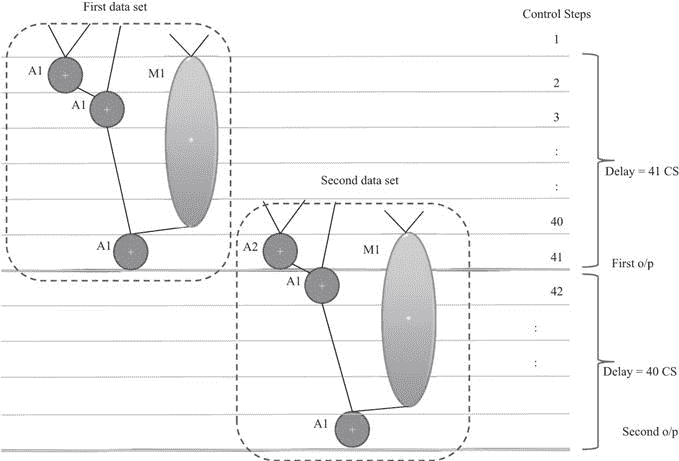 First data set
Control Steps
1
A1
M1
2
A1
3
:
Delay = 41 CS
Second data set
:
40
A1
A2
M1
41
First o/p
A1
42
+
+
*
+
+
+
*
:
:
Delay = 40 CS
A1
+
Second o/p